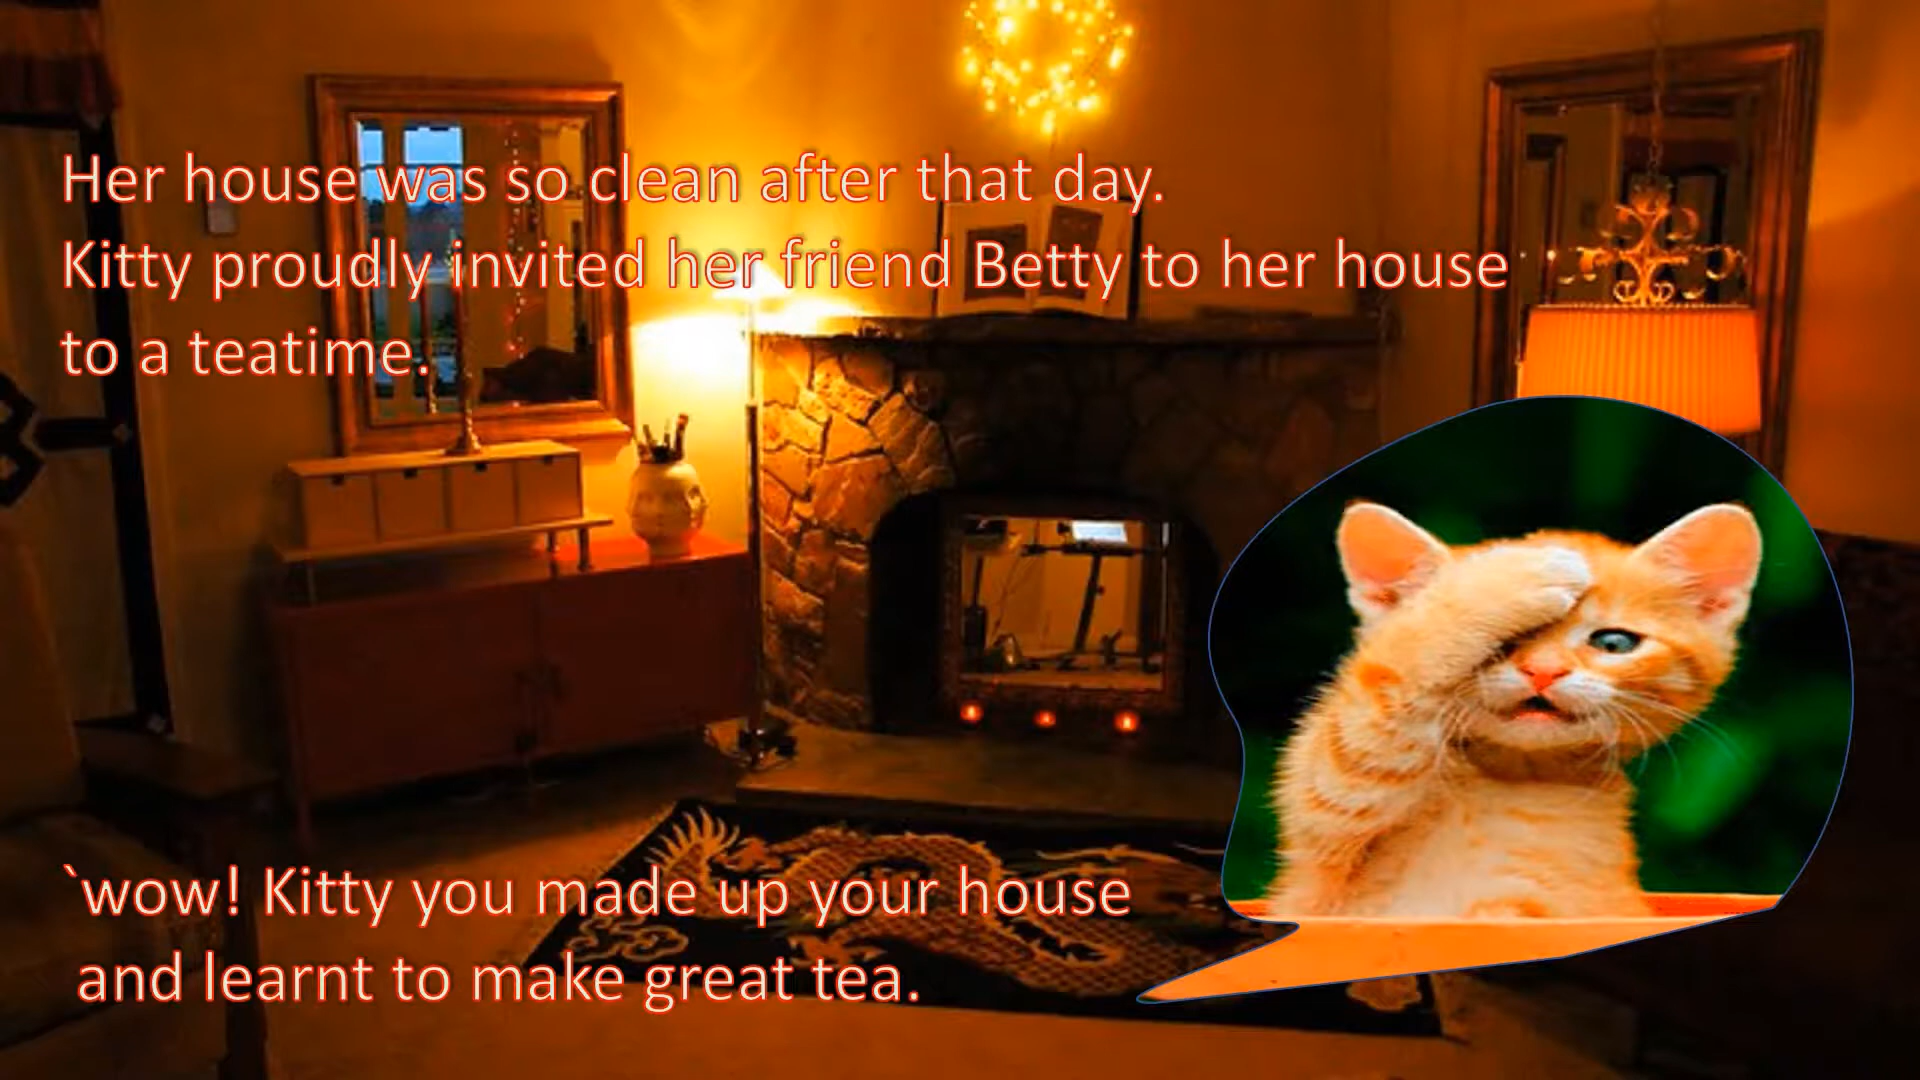 Her house was so clean after that day.
Kitty proudly invited her friend Betty to her house
to a teatime.
`wow! Kitty you made up your house
and learnt to make great tea.